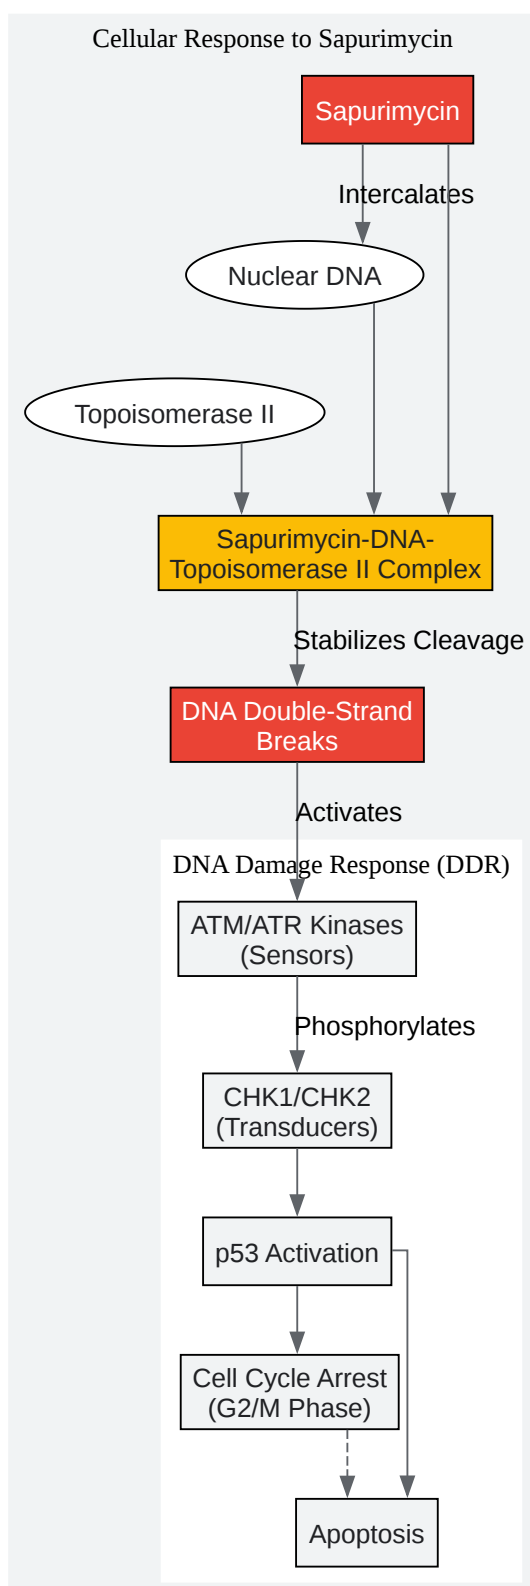 Cellular Response to Sapurimycin
Sapurimycin
Intercalates
Nuclear DNA
Topoisomerase II
Sapurimycin-DNA-
Topoisomerase II Complex
Stabilizes Cleavage
DNA Double-Strand
Breaks
Activates
DNA Damage Response (DDR)
ATM/ATR Kinases
(Sensors)
Phosphorylates
CHK1/CHK2
(Transducers)
p53 Activation
Cell Cycle Arrest
(G2/M Phase)
Apoptosis